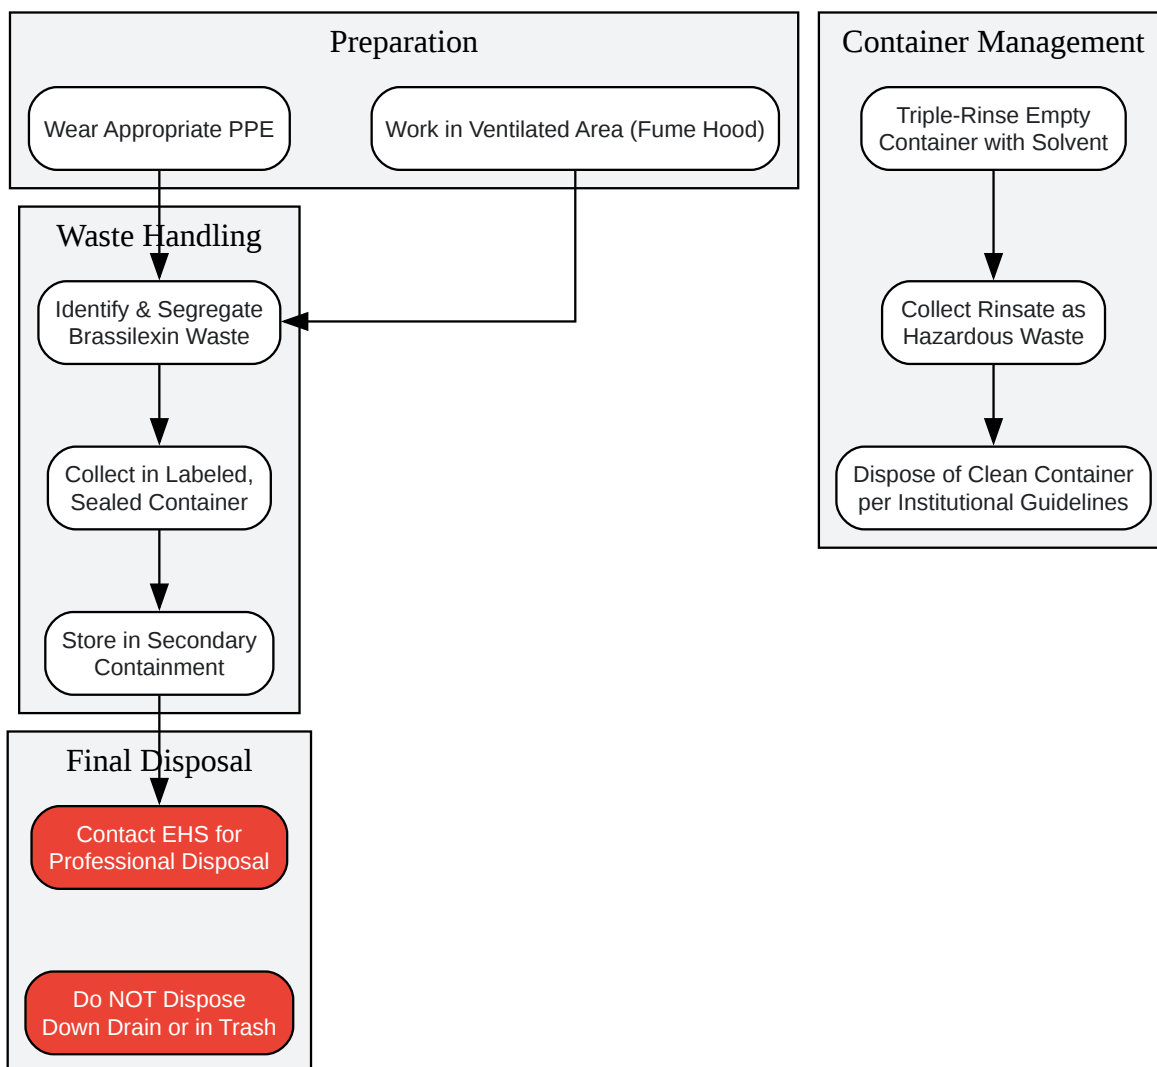 Preparation
Wear Appropriate PPE
Work in Ventilated Area (Fume Hood)
Waste Handling
Identify & Segregate
Brassilexin Waste
Collect in Labeled,
Sealed Container
Store in Secondary
Containment
Final Disposal
Contact EHS for
Professional Disposal
Do NOT Dispose
Down Drain or in Trash
Container Management
Triple-Rinse Empty
Container with Solvent
Collect Rinsate as
Hazardous Waste
Dispose of Clean Container
per Institutional Guidelines